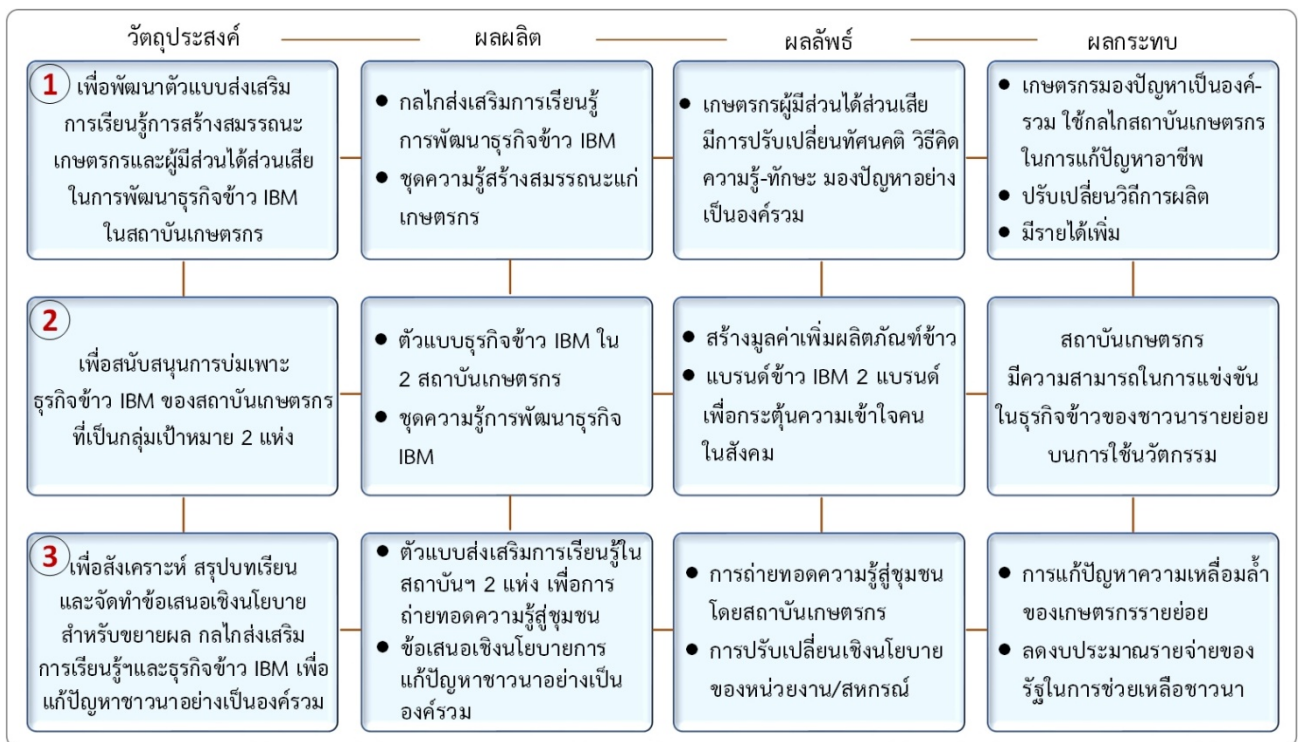 วัตถุประสงค์
ผลผลิต
ผลลัพธ์
ผลกระทบ
1
เพื่อพัฒนาตัวแบบส่งเสริม
การเรียนรู้การสร้างสมรรถนะ
เกษตรกรและผู้มีส่วนได้ส่วนเสีย
ในการพัฒนาธุรกิจข้าว IBM
ในสถาบันเกษตรกร
● กลไกส่งเสริมการเรียนรู้
การพัฒนาธุรกิจข้าว IBM
● ชุดความรู้สร้างสมรรถนะแก่
เกษตรกร
● เกษตรกรผู้มีส่วนได้ส่วนเสีย
มีการปรับเปลี่ยนทัศนคติ วิธีคิด
ความรู้-ทักษะ มองปัญหาอย่าง
เป็นองค์รวม
● เกษตรกรมองปัญหาเป็นองค์-
รวม ใช้กลไกสถาบันเกษตรกร
ในการแก้ปัญหาอาชีพ
● ปรับเปลี่ยนวิถีการผลิต
● มีรายได้เพิ่ม
2
เพื่อสนับสนุนการบ่มเพาะ
ธุรกิจข้าว IBM ของสถาบันเกษตรกร
ที่เป็นกลุ่มเป้าหมาย 2 แห่ง
● ตัวแบบธุรกิจข้าว IBM ใน
2 สถาบันเกษตรกร
● ชุดความรู้การพัฒนาธุรกิจ
IBM
● สร้างมูลค่าเพิ่มผลิตภัณฑ์ข้าว
● แบรนด์ข้าว IBM 2 แบรนด์
เพื่อกระตุ้นความเข้าใจคน
ในสังคม
สถาบันเกษตรกร
มีความสามารถในการแข่งขัน
ในธุรกิจข้าวของชาวนารายย่อย
บนการใช้นวัตกรรม
3
เพื่อสังเคราะห์ สรุปบทเรียน
และจัดทำข้อเสนอเชิงนโยบาย
สำหรับขยายผล กลไกส่งเสริม
การเรียนรู้ฯและธุรกิจข้าว IBM เพื่อ
แก้ปัญหาชาวนาอย่างเป็นองค์รวม
● ตัวแบบส่งเสริมการเรียนรู้ใน
สถาบันฯ 2 แห่ง เพื่อการ
ถ่ายทอดความรู้สู่ชุมชน
● ข้อเสนอเชิงนโยบายการ
แก้ปัญหาชาวนาอย่างเป็น
องค์รวม
● การถ่ายทอดความรู้สู่ชุมชน
โดยสถาบันเกษตรกร
● การปรับเปลี่ยนเชิงนโยบาย
ของหน่วยงาน/สหกรณ์
● การแก้ปัญหาความเหลื่อมล้ำ
ของเกษตรกรรายย่อย
● ลดงบประมาณรายจ่ายของ
รัฐในการช่วยเหลือชาวนา